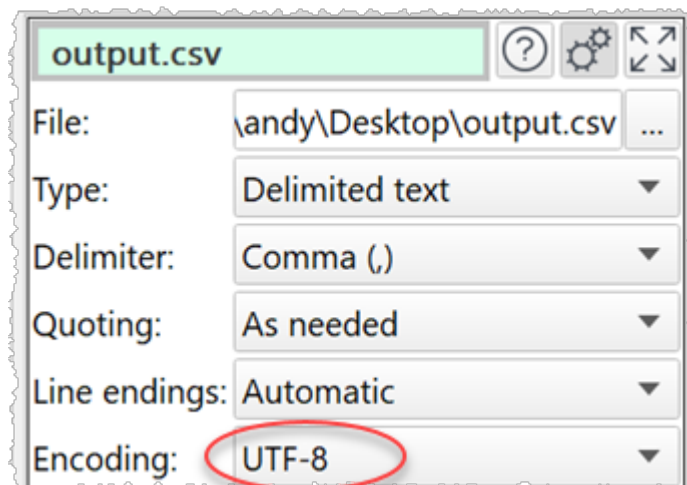 output.csv
File: \andy\Desktop\output.csv ...
Type: Delimited text
Delimiter: Comma (,)
Quoting: As needed
Line endings: Automatic
Encoding: UTF-8